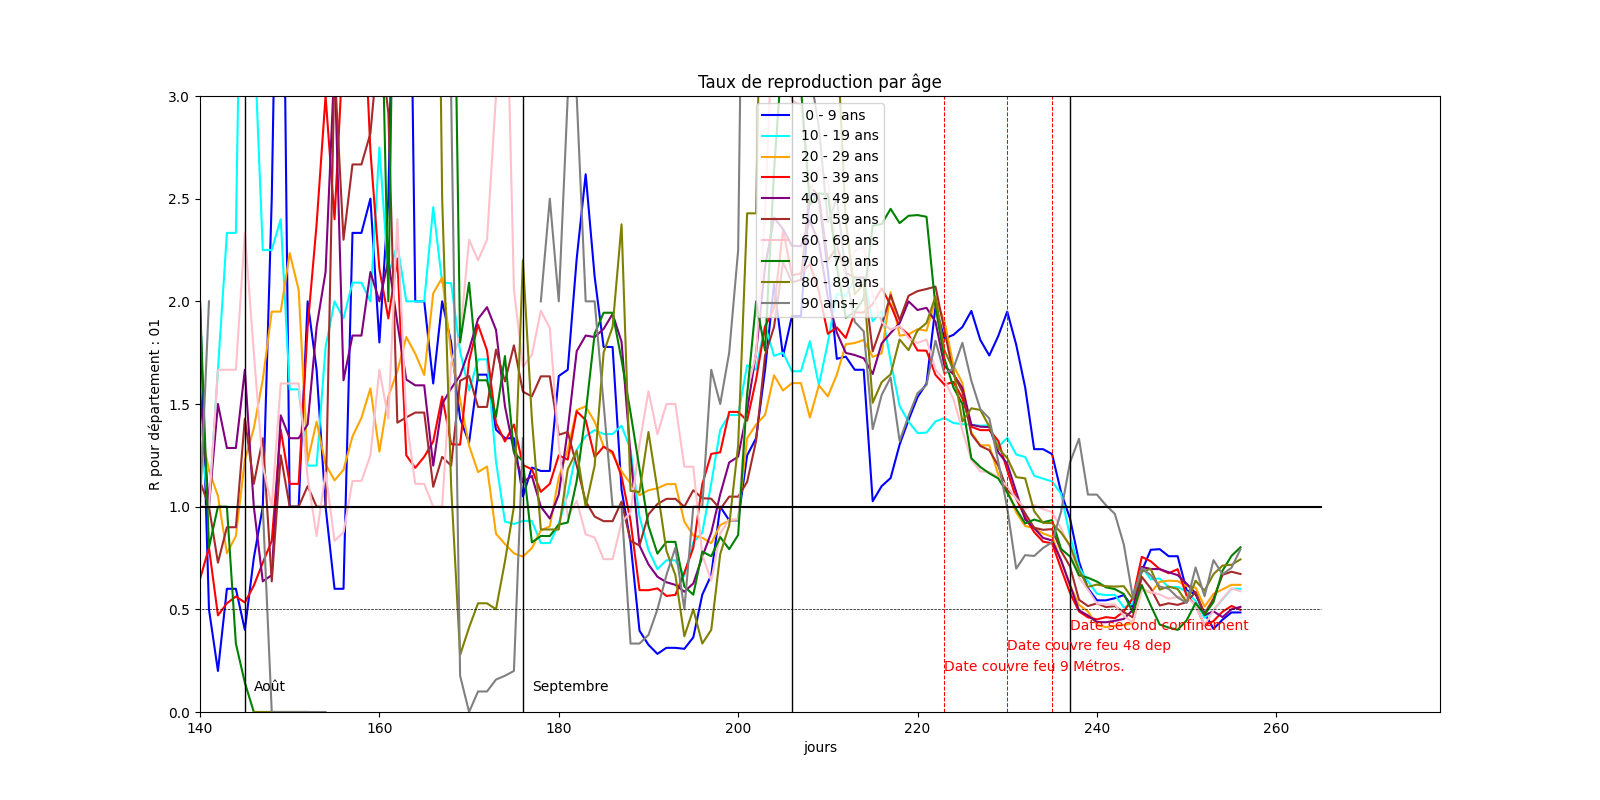 Taux de reproduction par âge
R pour département : 01
3.0
2.5
2.0
1.5
1.0
0.5
0.0
0 - 9 ans
10 - 19 ans
20 - 29 ans
30 - 39 ans
40 - 49 ans
50 - 59 ans
60 - 69 ans
70 - 79 ans
80 - 89 ans
90 ans+
Date second confinement
Date couvre feu 48 dep
Date couvre feu 9 Métros.
Août
Septembre
140 160 180 200 220 240 260
jours